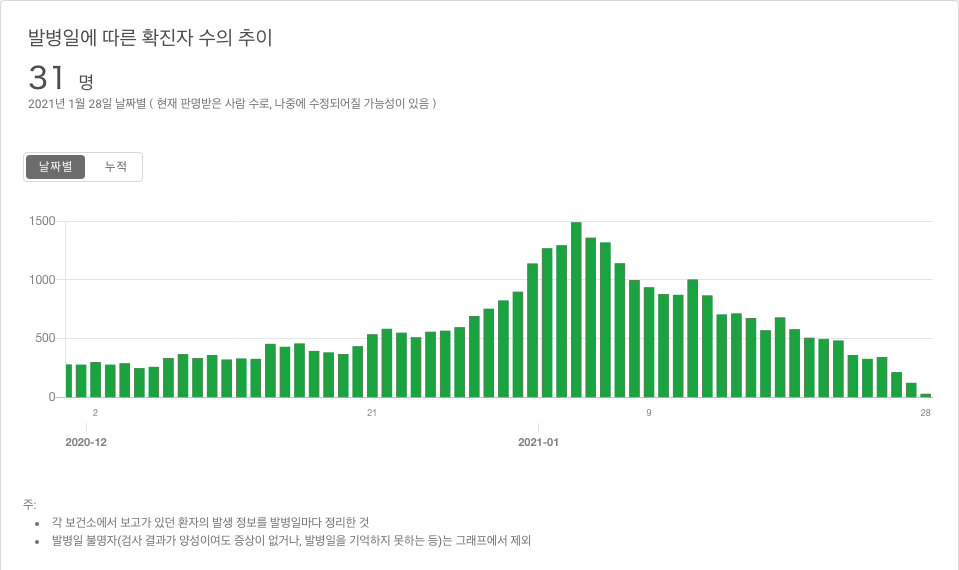 발병일에 따른 확진자 수의 추이
31 명
2021년 1월 28일 날짜별 ( 현재 판명받은 사람 수로, 나중에 수정되어질 가능성이 있음 )
날짜별 누적
1500
1000
500
0
2 21 9 28
2020-12 2021-01
주:
각 보건소에서 보고가 있던 환자의 발생 정보를 발병일마다 정리한 것
발병일 불명자(검사 결과가 양성이여도 증상이 없거나, 발병일을 기억하지 못하는 등)는 그래프에서 제외